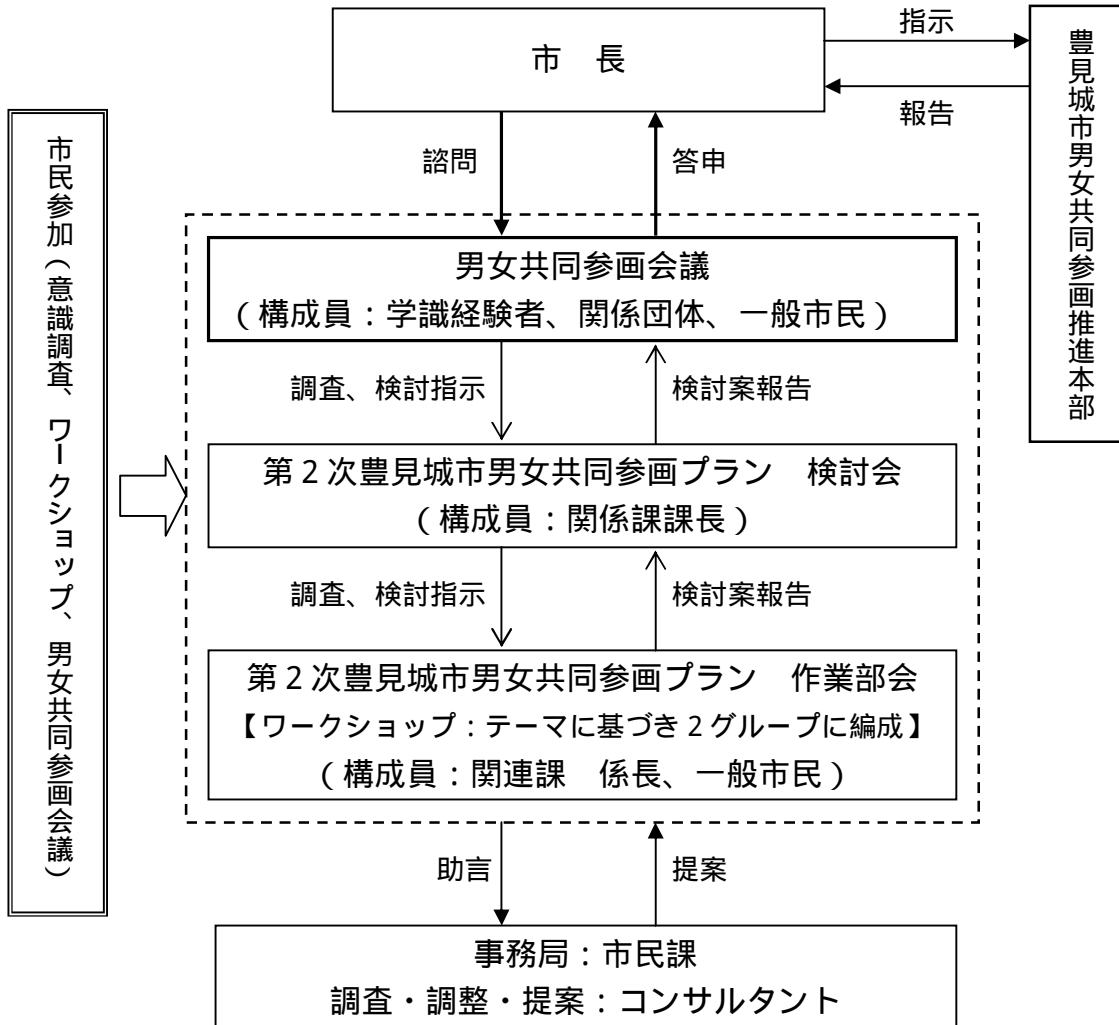 市　長
指示
報告
豊見城市男女共同参画推進本部
諮問
答申
市民参加（意識調査、ワークショップ、男女共同参画会議）
男女共同参画会議
（構成員：学識経験者、関係団体、一般市民）
調査、検討指示
検討案報告
第２次豊見城市男女共同参画プラン　検討会
（構成員：関係課課長）
調査、検討指示
検討案報告
第２次豊見城市男女共同参画プラン　作業部会
【ワークショップ：テーマに基づき２グループに編成】
（構成員：関連課　係長、一般市民）
助言
提案
事務局：市民課
調査・調整・提案：コンサルタント